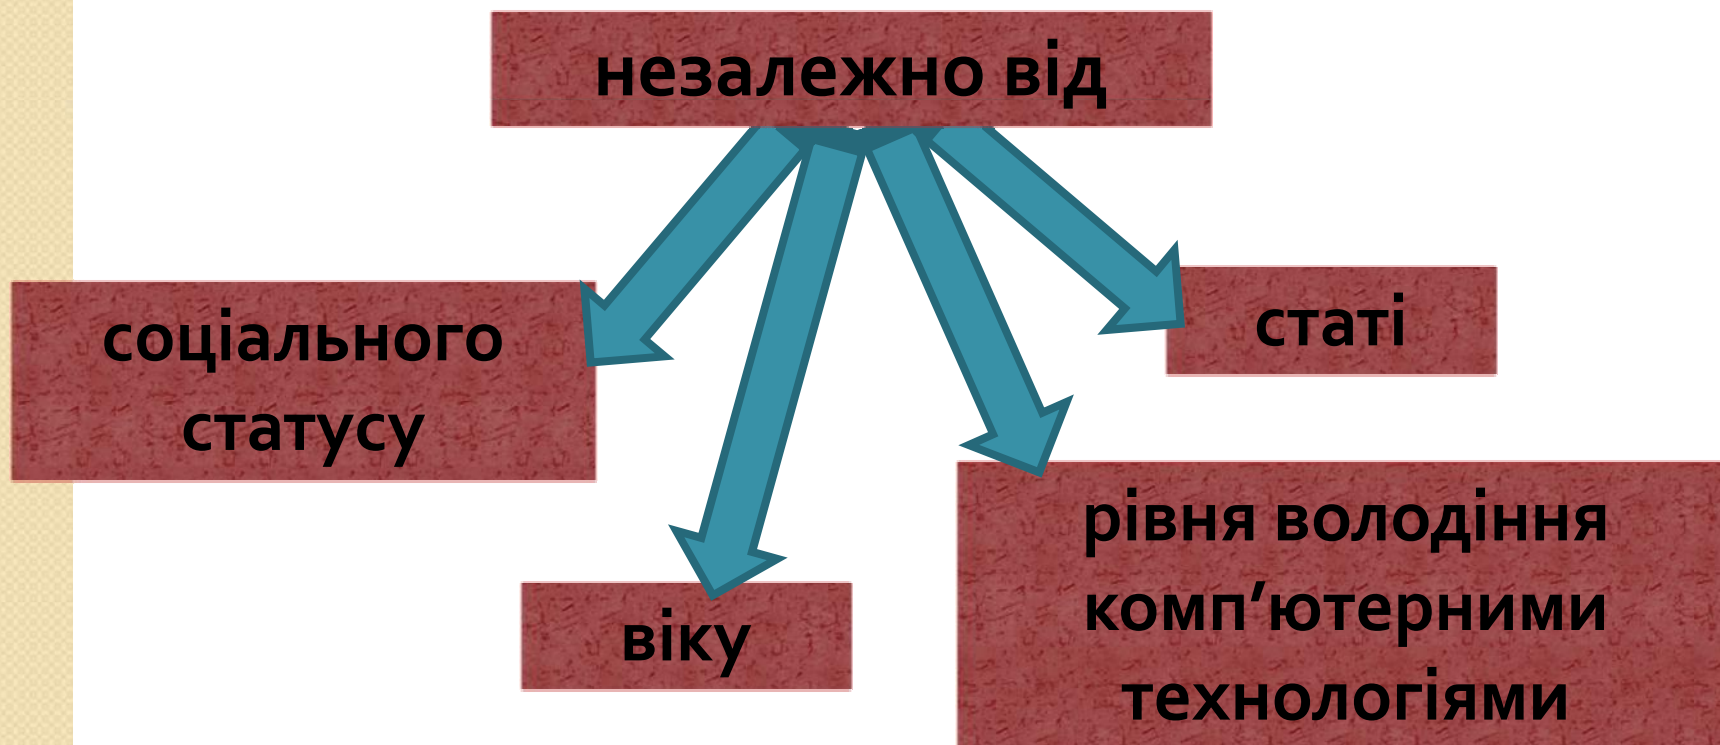 незалежно від
соціального
статусу
статі
віку
рівня володіння
комп’ютерними
технологіями